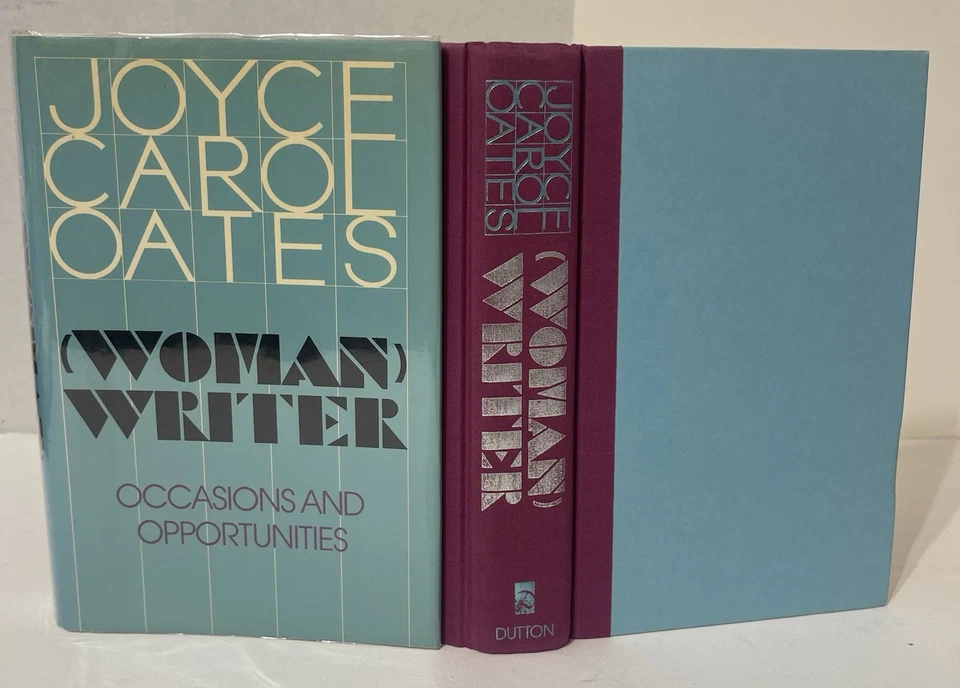 JOYCE
CAROL
OATES
(WOMAN)
WRITER
OCCASIONS AND
OPPORTUNITIES
JOYCE
CAROL
OATES
(WOMAN)
WRITER
DUTTON